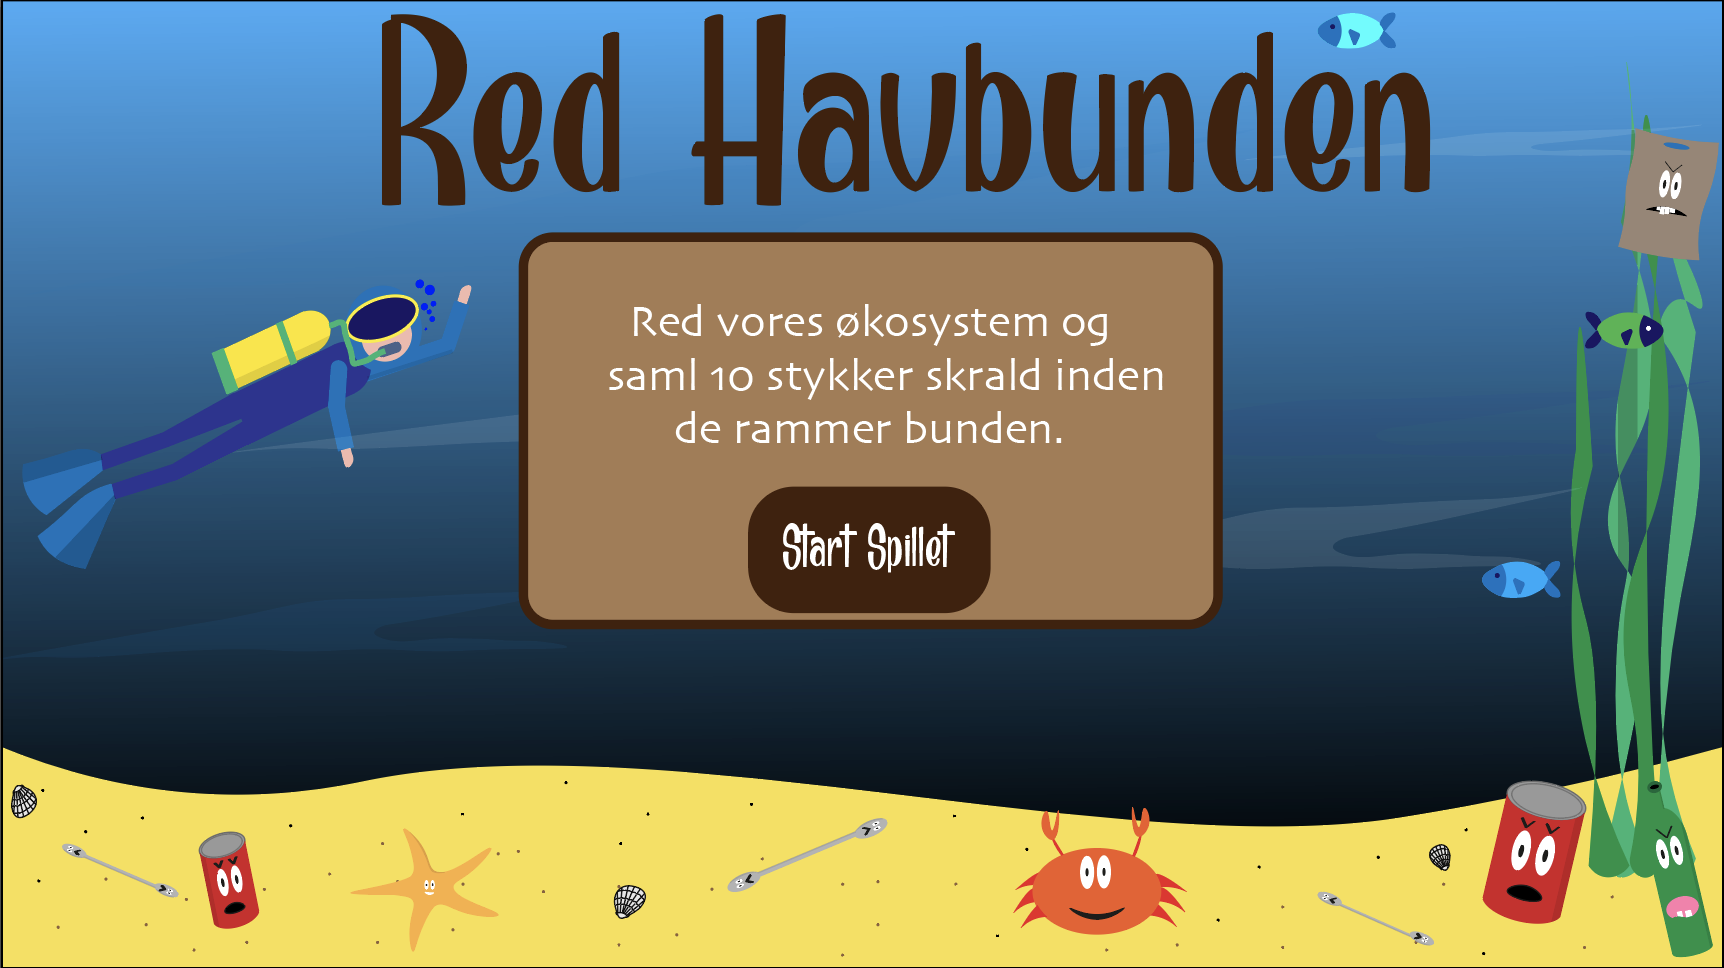 Red Havbunden
Red vores økosystem og
saml 10 stykker skrald inden
de rammer bunden.
Start Spillet